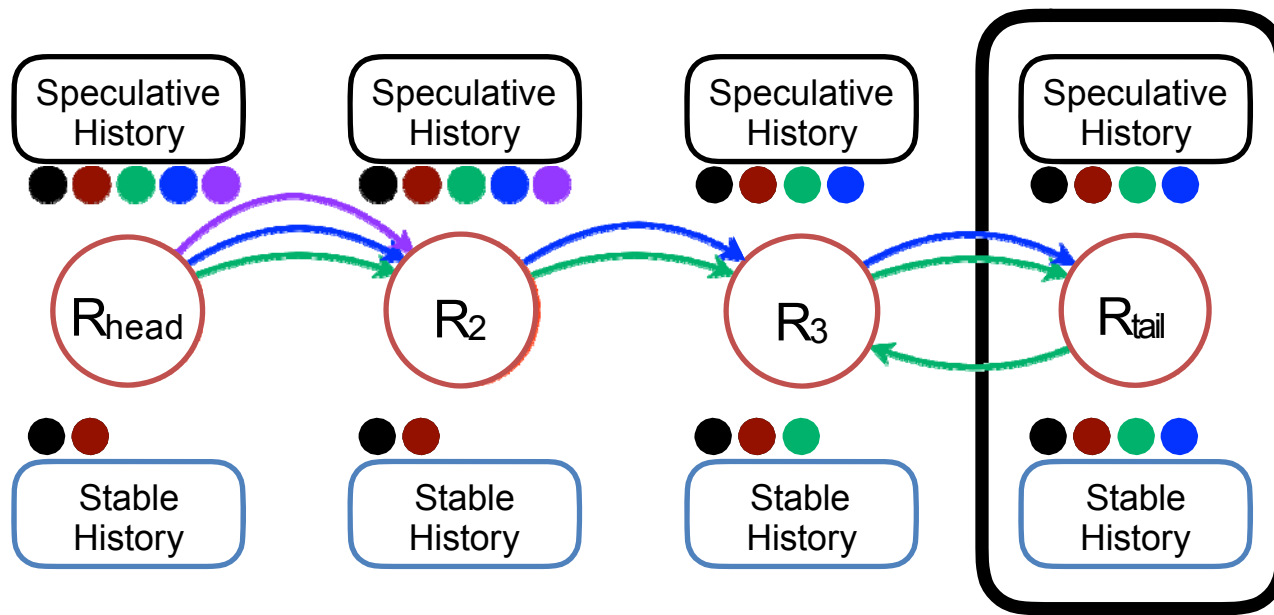 Speculative
History
Speculative
History
Speculative
History
Speculative
History
Rhead
R2
R3
Rtail
Stable
History
Stable
History
Stable
History
Stable
History